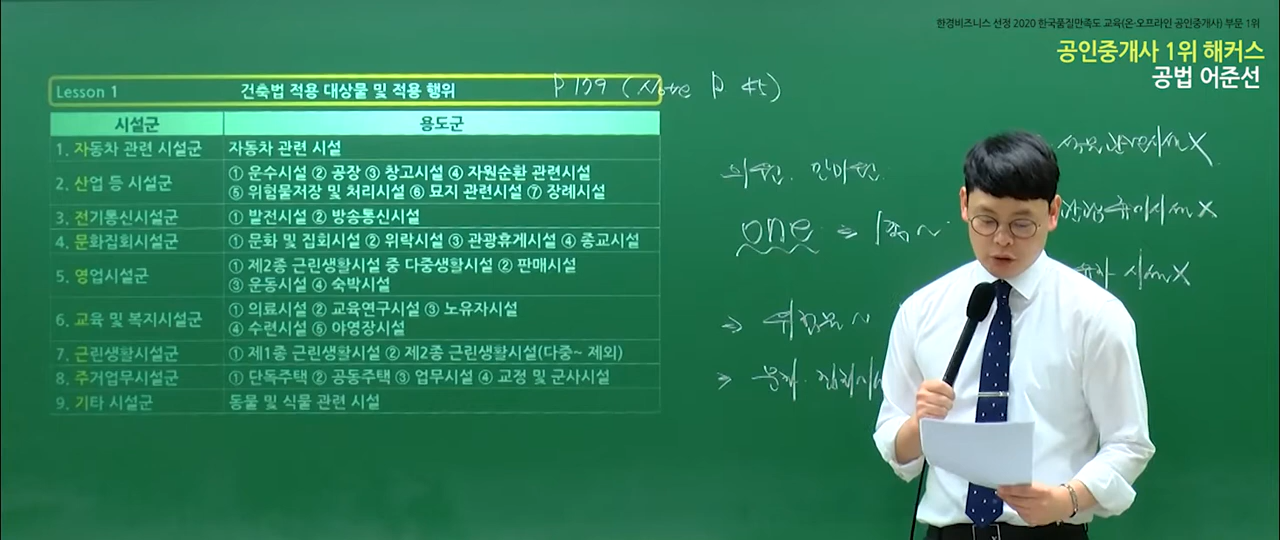 한경비즈니스 선정 2020 한국품질만족도 교육(온·오프라인 공인중개사) 부문 1위
공인중개사 1위 해커스
공법 어준선
Lesson 1 건축법 적용 대상물 및 적용 행위
시설군 용도군
1. 자동차 관련 시설군 자동차 관련 시설
2. 산업 등 시설군 ① 운수시설 ② 공장 ③ 창고시설 ④ 자원순환 관련시설
⑤ 위험물저장 및 처리시설 ⑥ 묘지 관련시설 ⑦ 장례시설
3. 전기통신시설군 ① 발전시설 ② 방송통신시설
4. 문화집회시설군 ① 문화 및 집회시설 ② 위락시설 ③ 관광휴게시설 ④ 종교시설
5. 영업시설군 ① 제2종 근린생활시설 중 다중생활시설 ② 판매시설
③ 운동시설 ④ 숙박시설
6. 교육 및 복지시설군 ① 의료시설 ② 교육연구시설 ③ 노유자시설
④ 수련시설 ⑤ 야영장시설
7. 근린생활시설군 ① 제1종 근린생활시설 ② 제2종 근린생활시설(다중~ 제외)
8. 주거업무시설군 ① 단독주택 ② 공동주택 ③ 업무시설 ④ 교정 및 군사시설
9. 기타 시설군 동물 및 식물 관련 시설
one